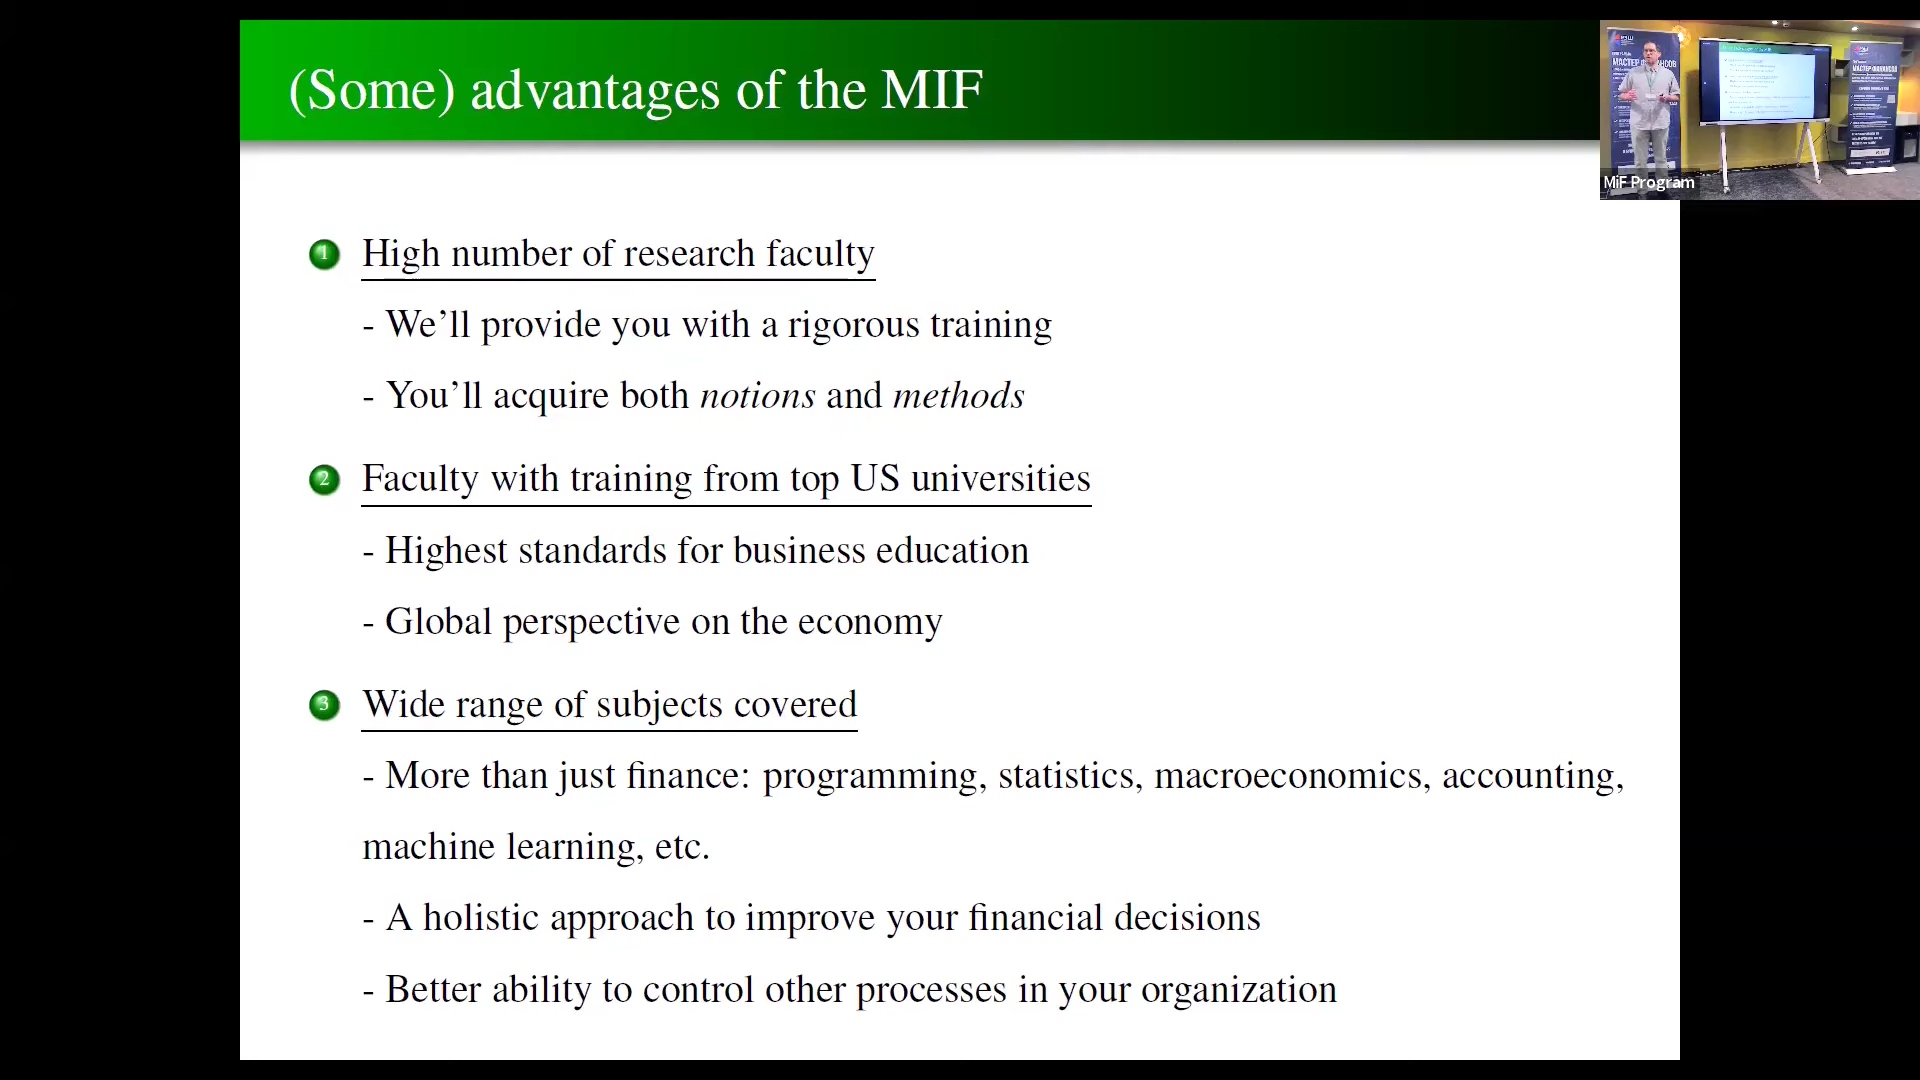 (Some) advantages of the MIF
МАСТЕР ФИНАНСОВ
МАСТЕР ФИНАНСОВ
MiF Program
1 High number of research faculty
- We'll provide you with a rigorous training
- You'll acquire both notions and methods
2 Faculty with training from top US universities
- Highest standards for business education
- Global perspective on the economy
3 Wide range of subjects covered
- More than just finance: programming, statistics, macroeconomics, accounting,
machine learning, etc.
- A holistic approach to improve your financial decisions
- Better ability to control other processes in your organization